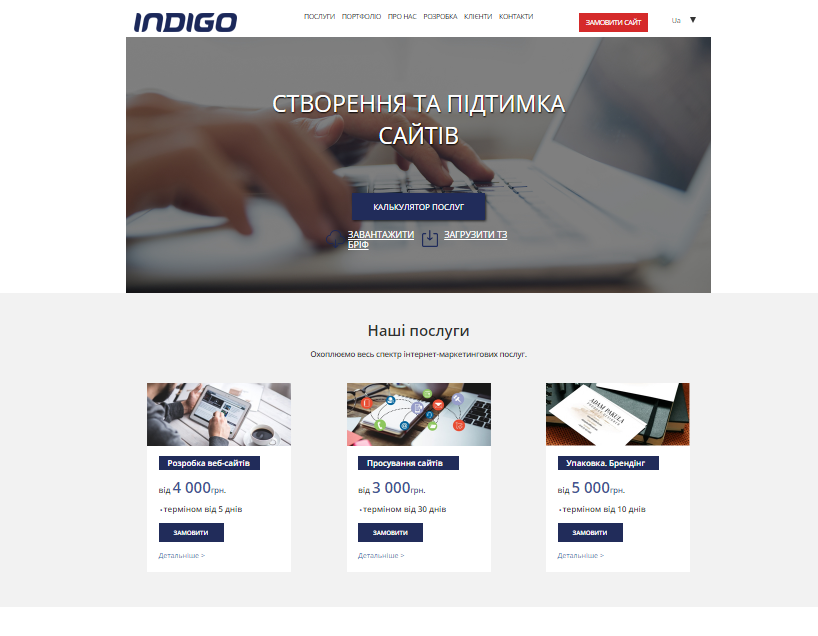 INDIGO
ПОСЛУГИ ПОРТФОЛІО ПРО НАС РОЗРОБКА КЛІЄНТИ КОНТАКТИ
ЗАМОВИТИ САЙТ
Ua ▼
СТВОРЕННЯ ТА ПІДТИМКА
САЙТІВ
КАЛЬКУЛЯТОР ПОСЛУГ
ЗАВАНТАЖИТИ
БРІФ
ЗАГРУЗИТИ ТЗ
Наші послуги
Охоплюємо весь спектр інтернет-маркетингових послуг.
Розробка веб-сайтів
від 4 000грн.
· терміном від 5 днів
ЗАМОВИТИ
Детальніше >
Просування сайтів
від 3 000грн.
· терміном від 30 днів
ЗАМОВИТИ
Детальніше >
ADAM PAKULA
Упаковка. Брендінг
від 5 000грн.
· терміном від 10 днів
ЗАМОВИТИ
Детальніше >